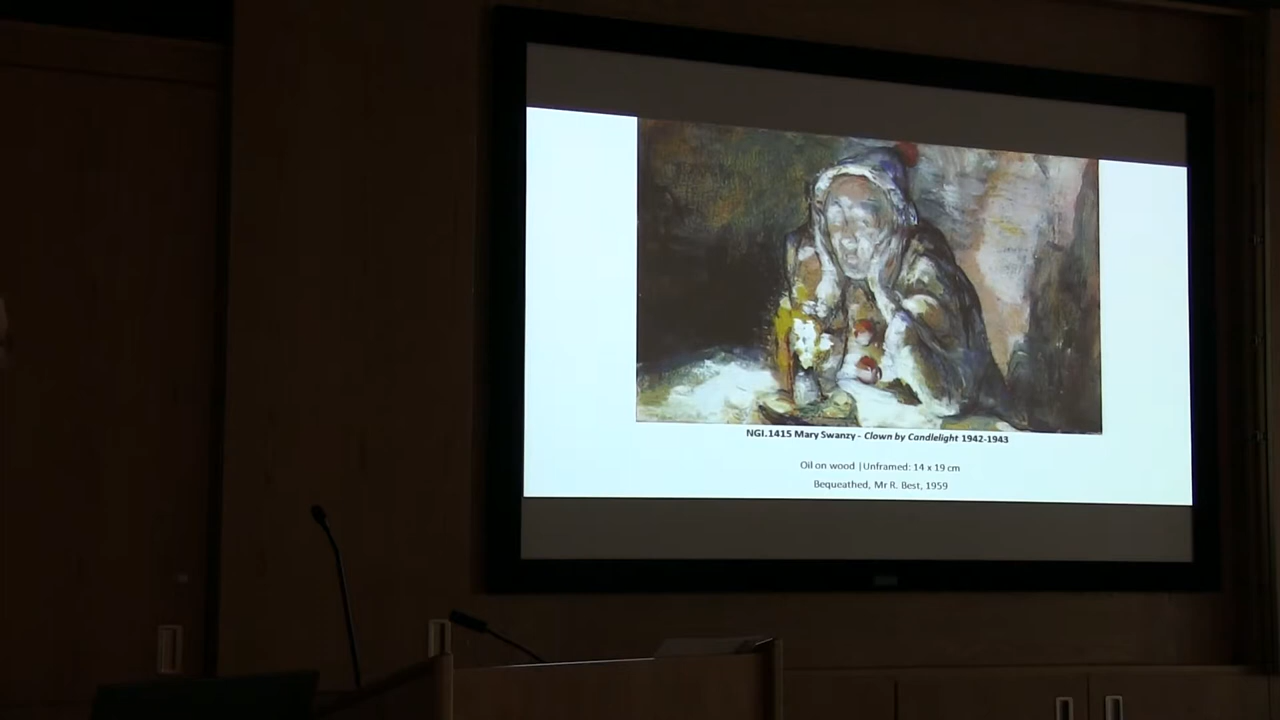 NGI.1415 Mary Swanzy - Clown by Candlelight 1942-1943
Oil on wood | Unframed: 14 x 19 cm
Bequeathed, Mr R. Best, 1959